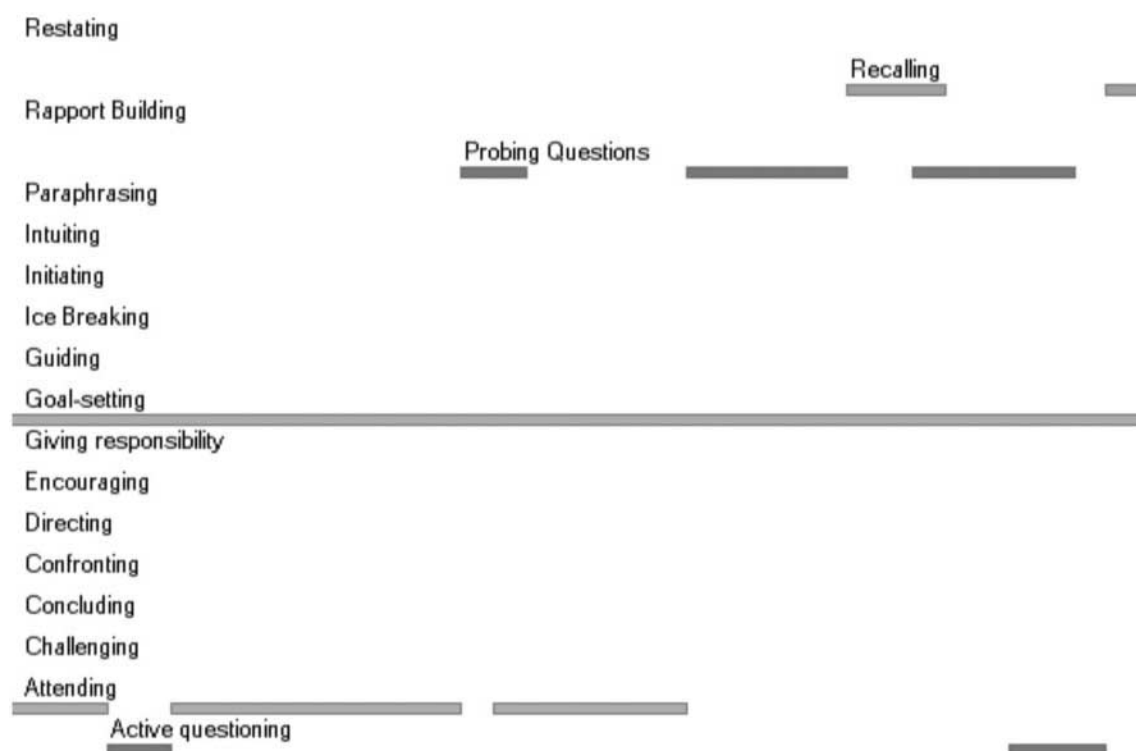 Restating
Recalling
Rapport Building
Probing Questions
Paraphrasing
Intuiting
Initiating
Ice Breaking
Guiding
Goal-setting
Giving responsibility
Encouraging
Directing
Confronting
Concluding
Challenging
Attending
Active questioning